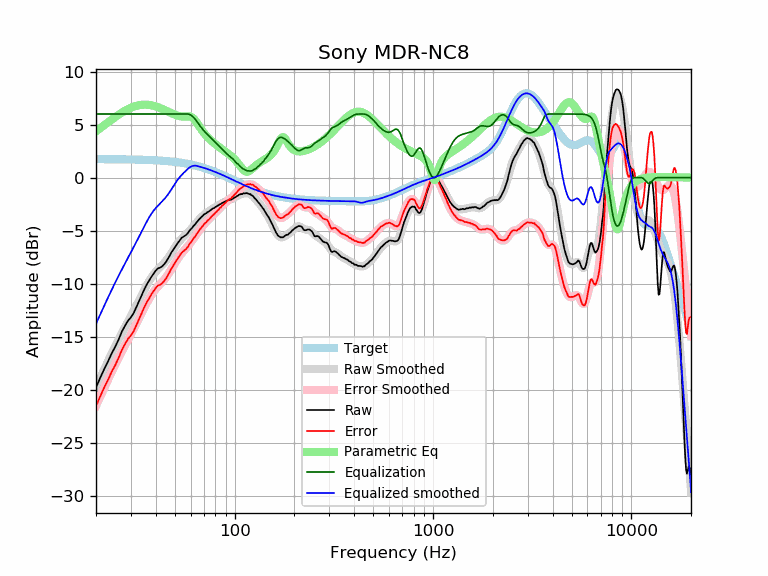 Sony MDR-NC8
10
5
0
−5
−10
−15
−20
−25
−30
Amplitude (dBr)
Target
Raw Smoothed
Error Smoothed
Raw
Error
Parametric Eq
Equalization
Equalized smoothed
100 1000 10000
Frequency (Hz)